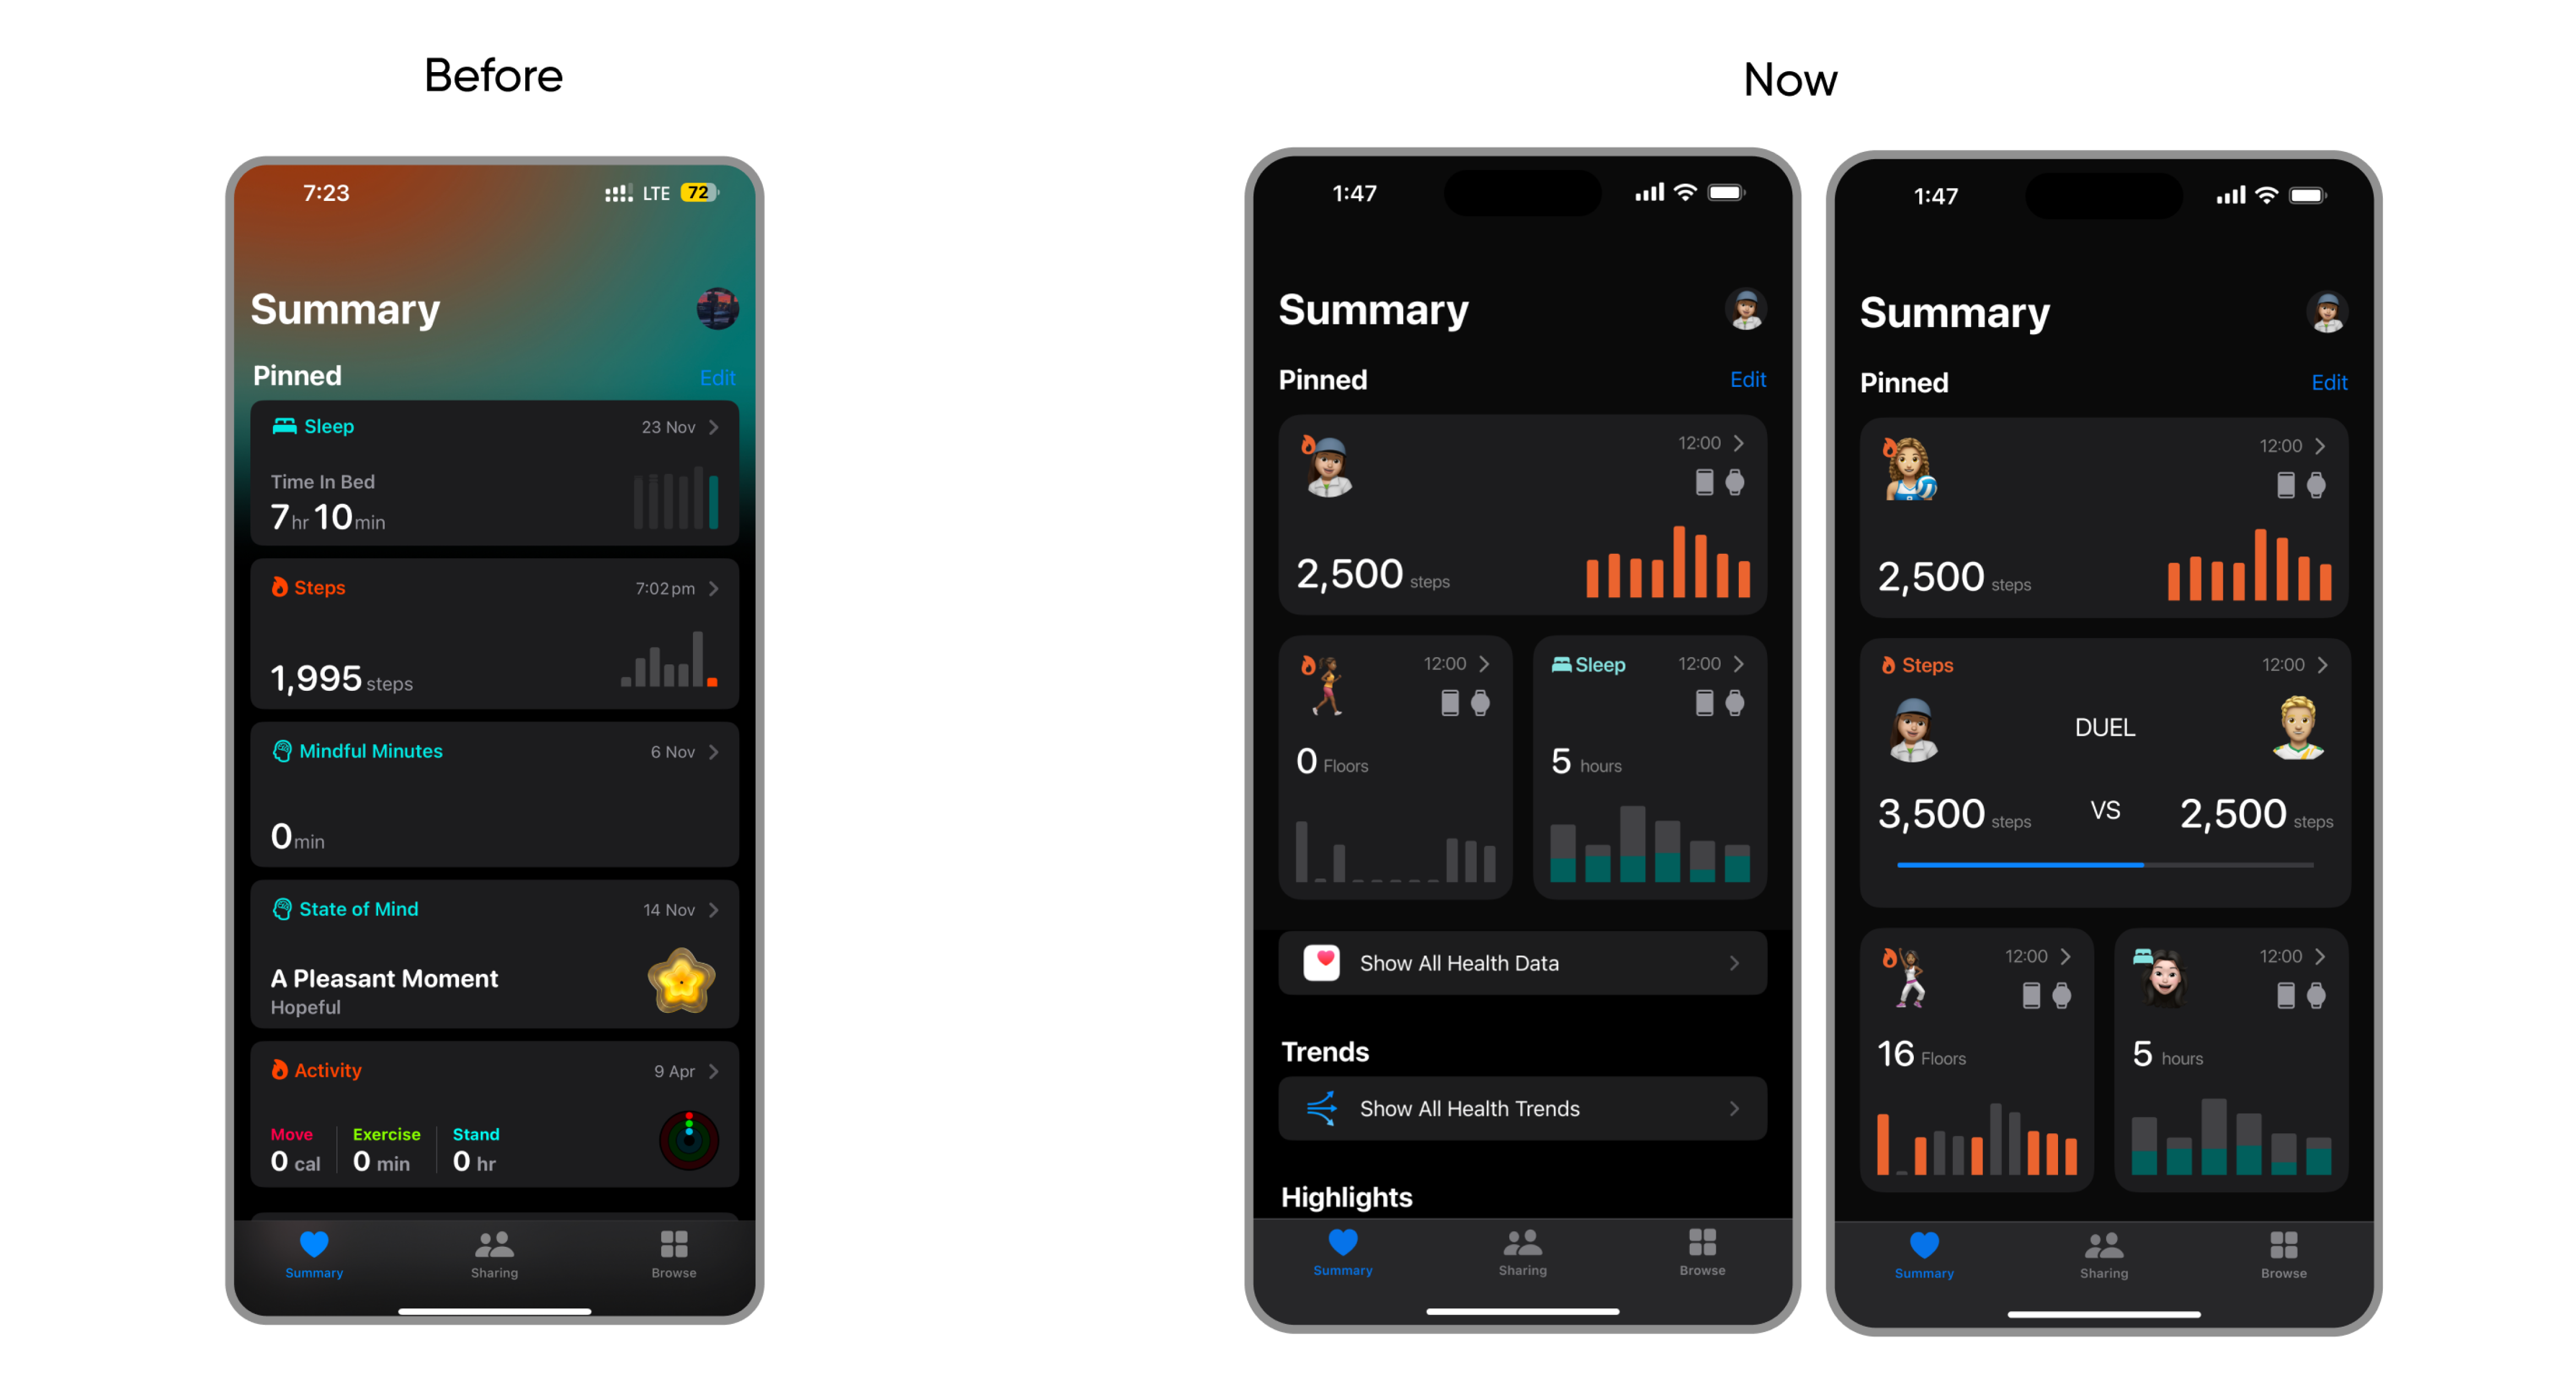 Before
7:23 LTE 72
Summary
Pinned Edit
Sleep 23 Nov
Time In Bed
7 hr 10 min
Steps 7:02 pm
1,995 steps
Mindful Minutes 6 Nov
0 min
State of Mind 14 Nov
A Pleasant Moment
Hopeful
Activity 9 Apr
Move Exercise Stand
0 cal 0 min 0 hr
Summary Sharing Browse
Now
1:47
Summary
Pinned Edit
12:00
2,500 steps
12:00
0 Floors
Sleep 12:00
5 hours
Show All Health Data
Trends
Show All Health Trends
Highlights
Summary Sharing Browse
1:47
Summary
Pinned Edit
12:00
2,500 steps
Steps 12:00
DUEL
3,500 steps VS 2,500 steps
12:00
16 Floors
12:00
5 hours
Summary Sharing Browse